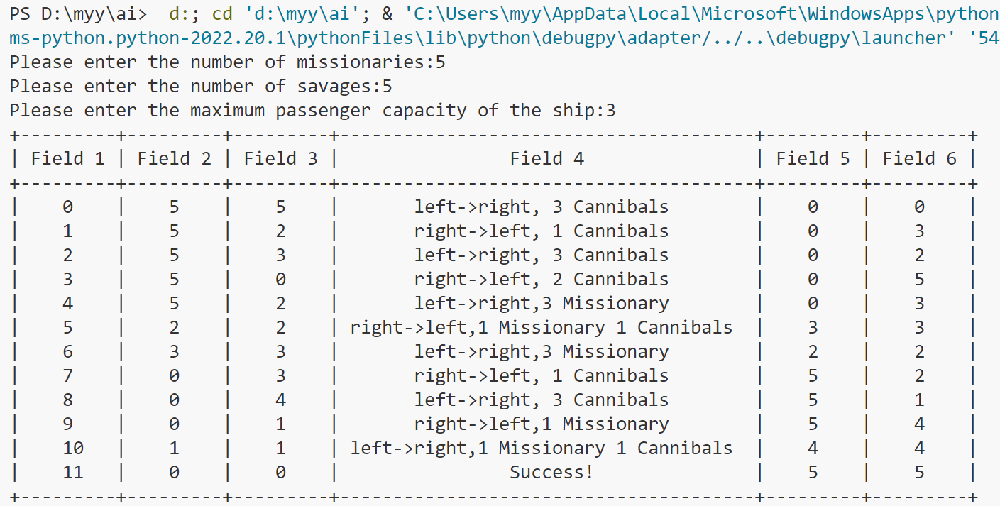 PS D:\myy\ai>  d:; cd 'd:\myy\ai'; & 'C:\Users\myy\AppData\Local\Microsoft\WindowsApps\python
ms-python.python-2022.20.1\pythonFiles\lib\python\debugpy\adapter/../..\debugpy\launcher' '54
Please enter the number of missionaries:5
Please enter the number of savages:5
Please enter the maximum passenger capacity of the ship:3
+---------+---------+---------+---------------------------------------+---------+---------+
| Field 1 | Field 2 | Field 3 |                Field 4                | Field 5 | Field 6 |
+---------+---------+---------+---------------------------------------+---------+---------+
|    0    |    5    |    5    |       left->right, 3 Cannibals        |    0    |    0    |
|    1    |    5    |    2    |       right->left, 1 Cannibals        |    0    |    3    |
|    2    |    5    |    3    |       left->right, 3 Cannibals        |    0    |    2    |
|    3    |    5    |    0    |       right->left, 2 Cannibals        |    0    |    5    |
|    4    |    5    |    2    |       left->right,3 Missionary        |    0    |    3    |
|    5    |    2    |    2    | right->left,1 Missionary 1 Cannibals  |    3    |    3    |
|    6    |    3    |    3    |       left->right,3 Missionary        |    2    |    2    |
|    7    |    0    |    3    |       right->left, 1 Cannibals        |    5    |    2    |
|    8    |    0    |    4    |       left->right, 3 Cannibals        |    5    |    1    |
|    9    |    0    |    1    |       right->left,1 Missionary        |    5    |    4    |
|    10   |    1    |    1    | left->right,1 Missionary 1 Cannibals  |    4    |    4    |
|    11   |    0    |    0    |                Success!               |    5    |    5    |
+---------+---------+---------+---------------------------------------+---------+---------+